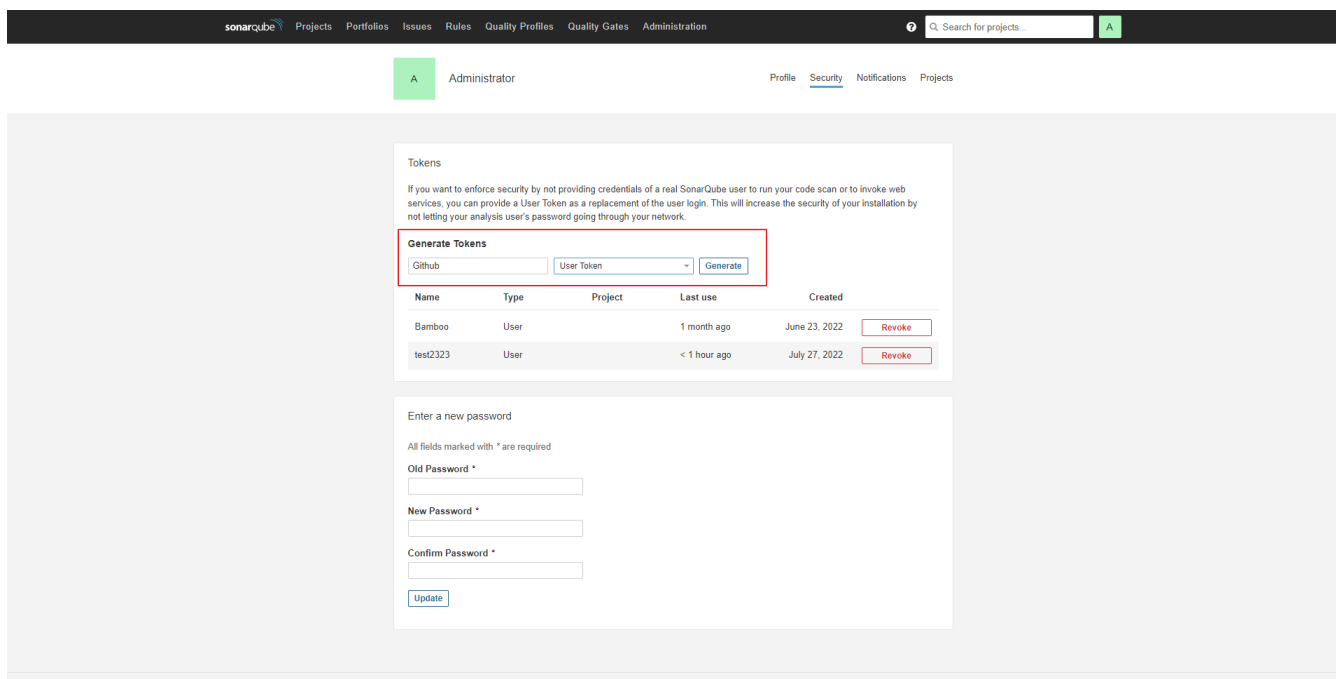 sonarqube Projects Portfolios Issues Rules Quality Profiles Quality Gates Administration ? Search for projects... A
A Administrator Profile Security Notifications Projects
Tokens
If you want to enforce security by not providing credentials of a real SonarQube user to run your code scan or to invoke web
services, you can provide a User Token as a replacement of the user login. This will increase the security of your installation by
not letting your analysis user's password going through your network.
Generate Tokens
Github User Token Generate
Name Type Project Last use Created
Bamboo User 1 month ago June 23, 2022 Revoke
test2323 User < 1 hour ago July 27, 2022 Revoke
Enter a new password
All fields marked with * are required
Old Password *
New Password *
Confirm Password *
Update